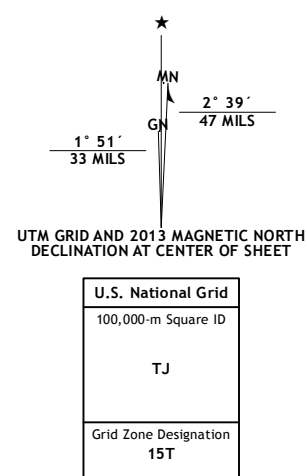 ★
MN
GN
2° 39´
47 MILS
1° 51´
33 MILS
UTM GRID AND 2013 MAGNETIC NORTH
DECLINATION AT CENTER OF SHEET
U.S. National Grid
100,000-m Square ID
TJ
Grid Zone Designation
15T